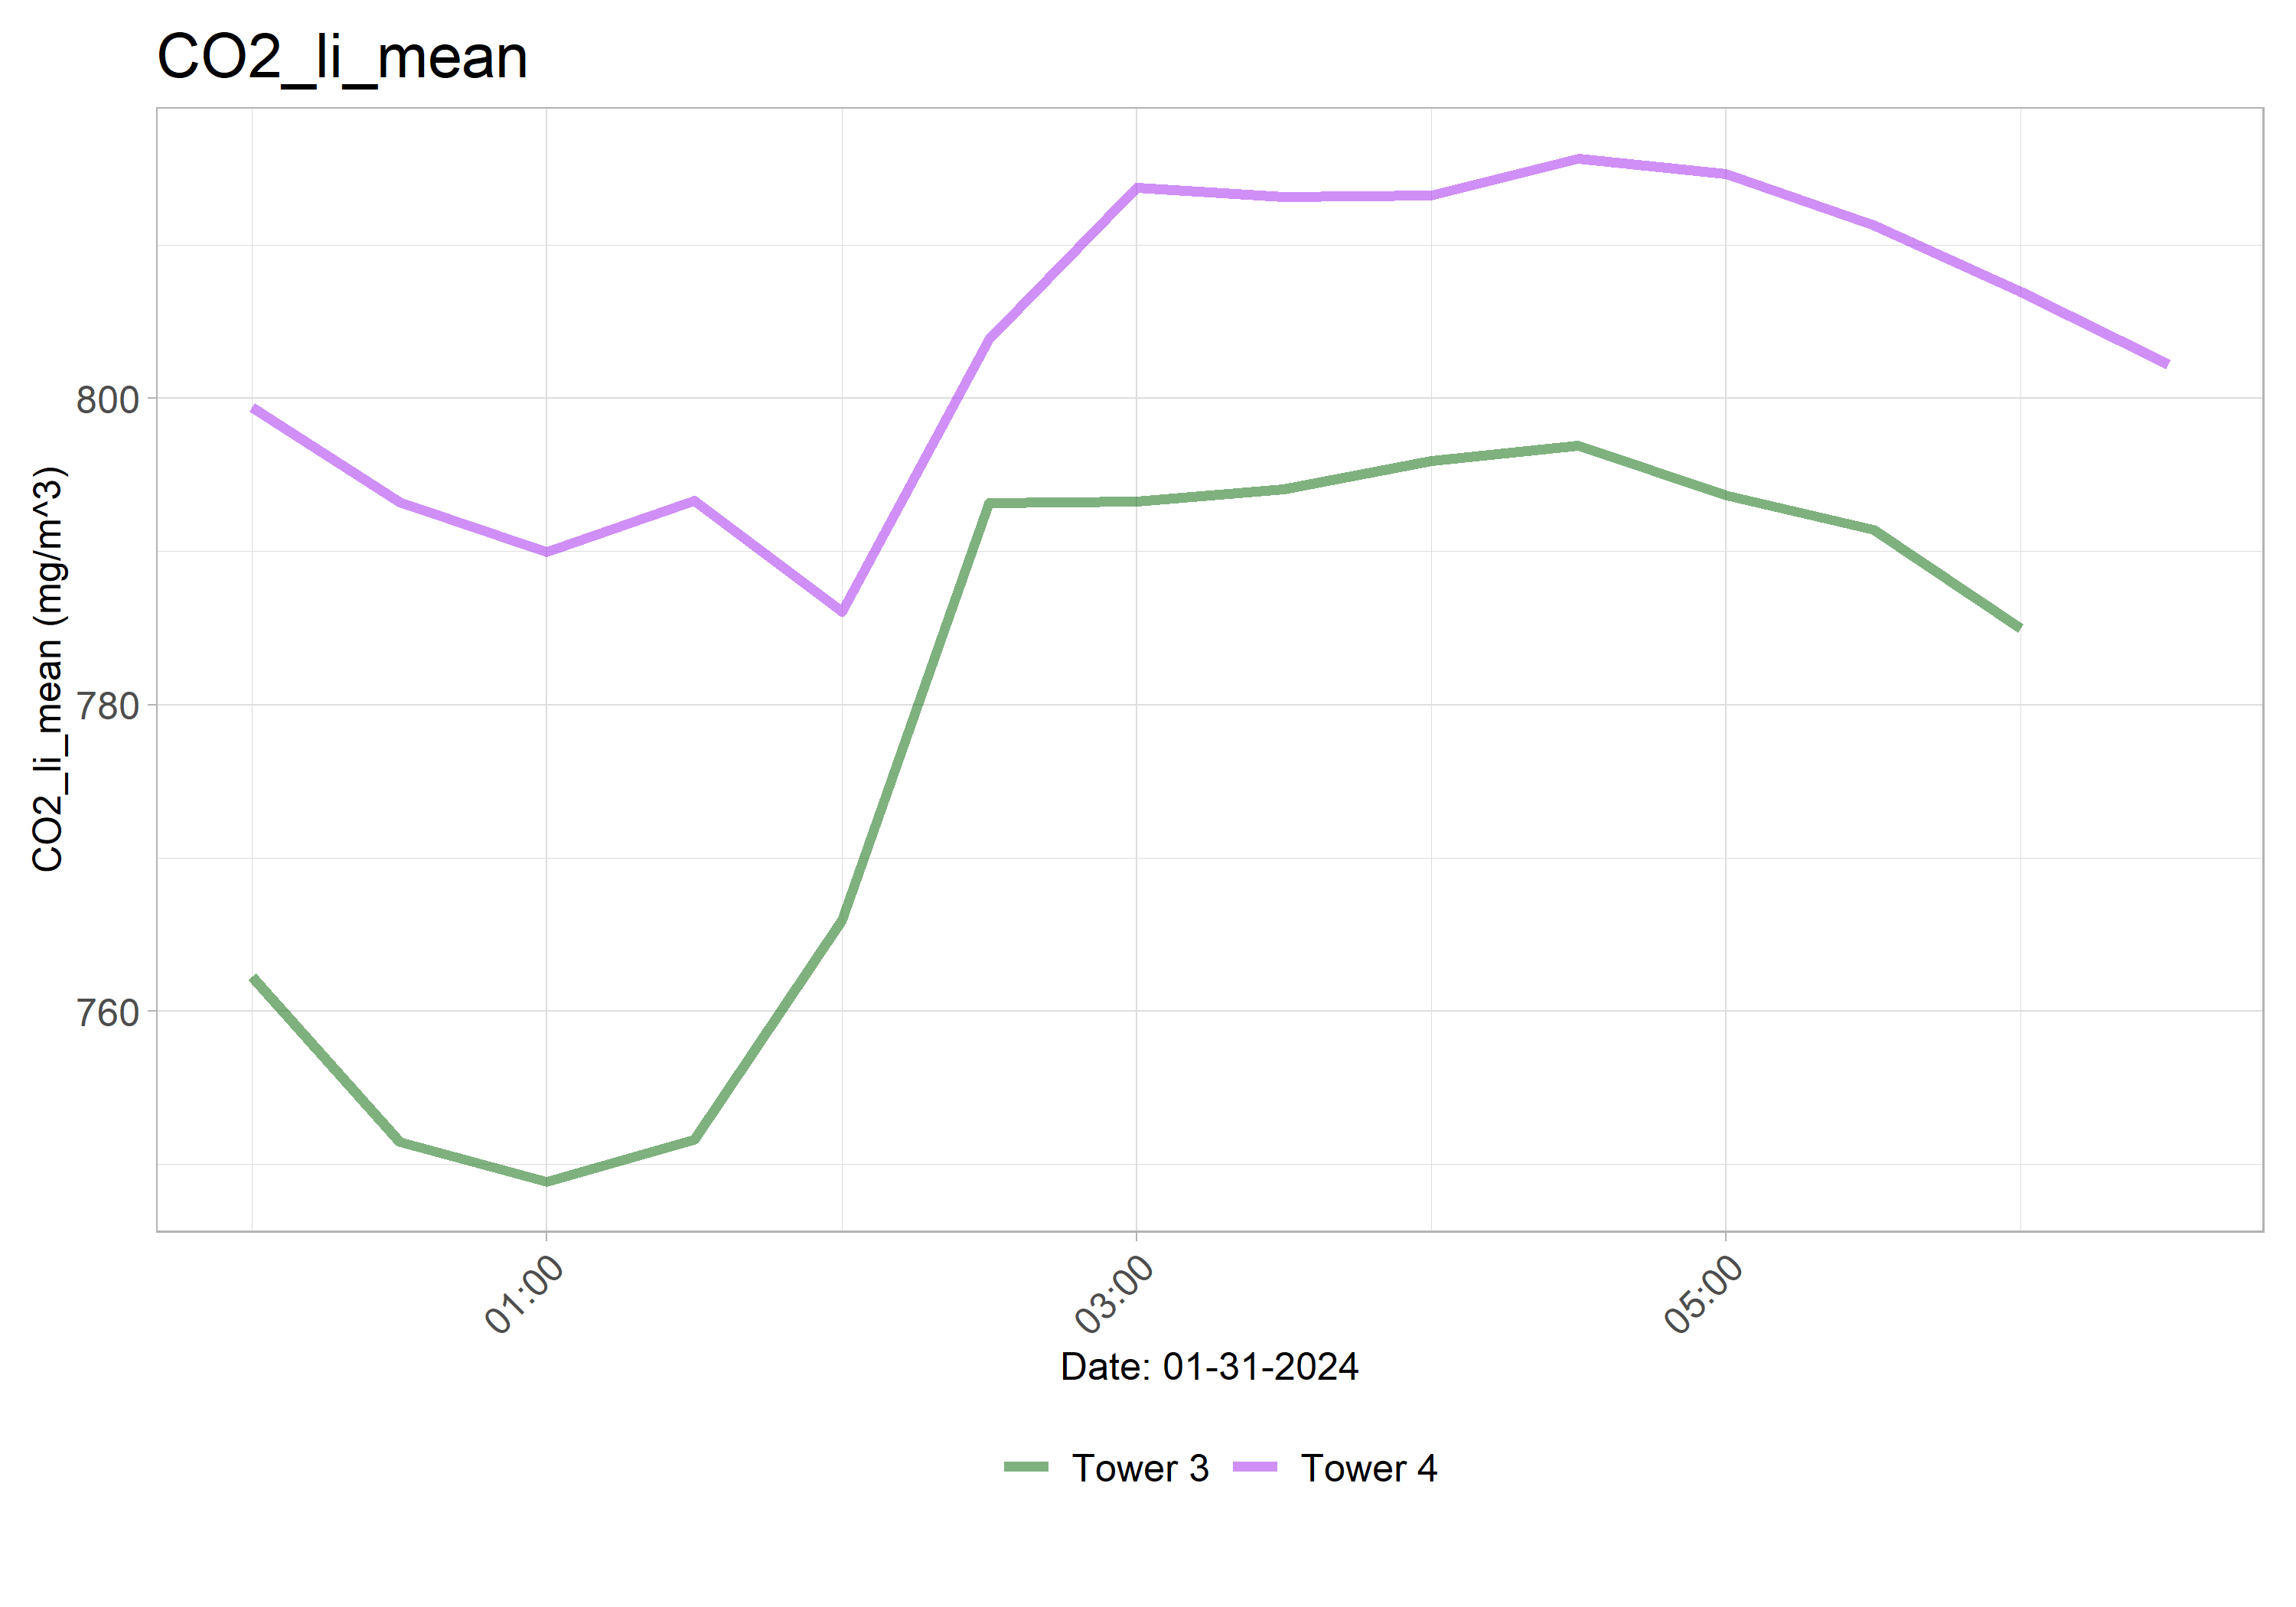 CO2_li_mean
CO2_li_mean (mg/m^3)
800
780
760
01:00
03:00
05:00
Date: 01-31-2024
Tower 3
Tower 4